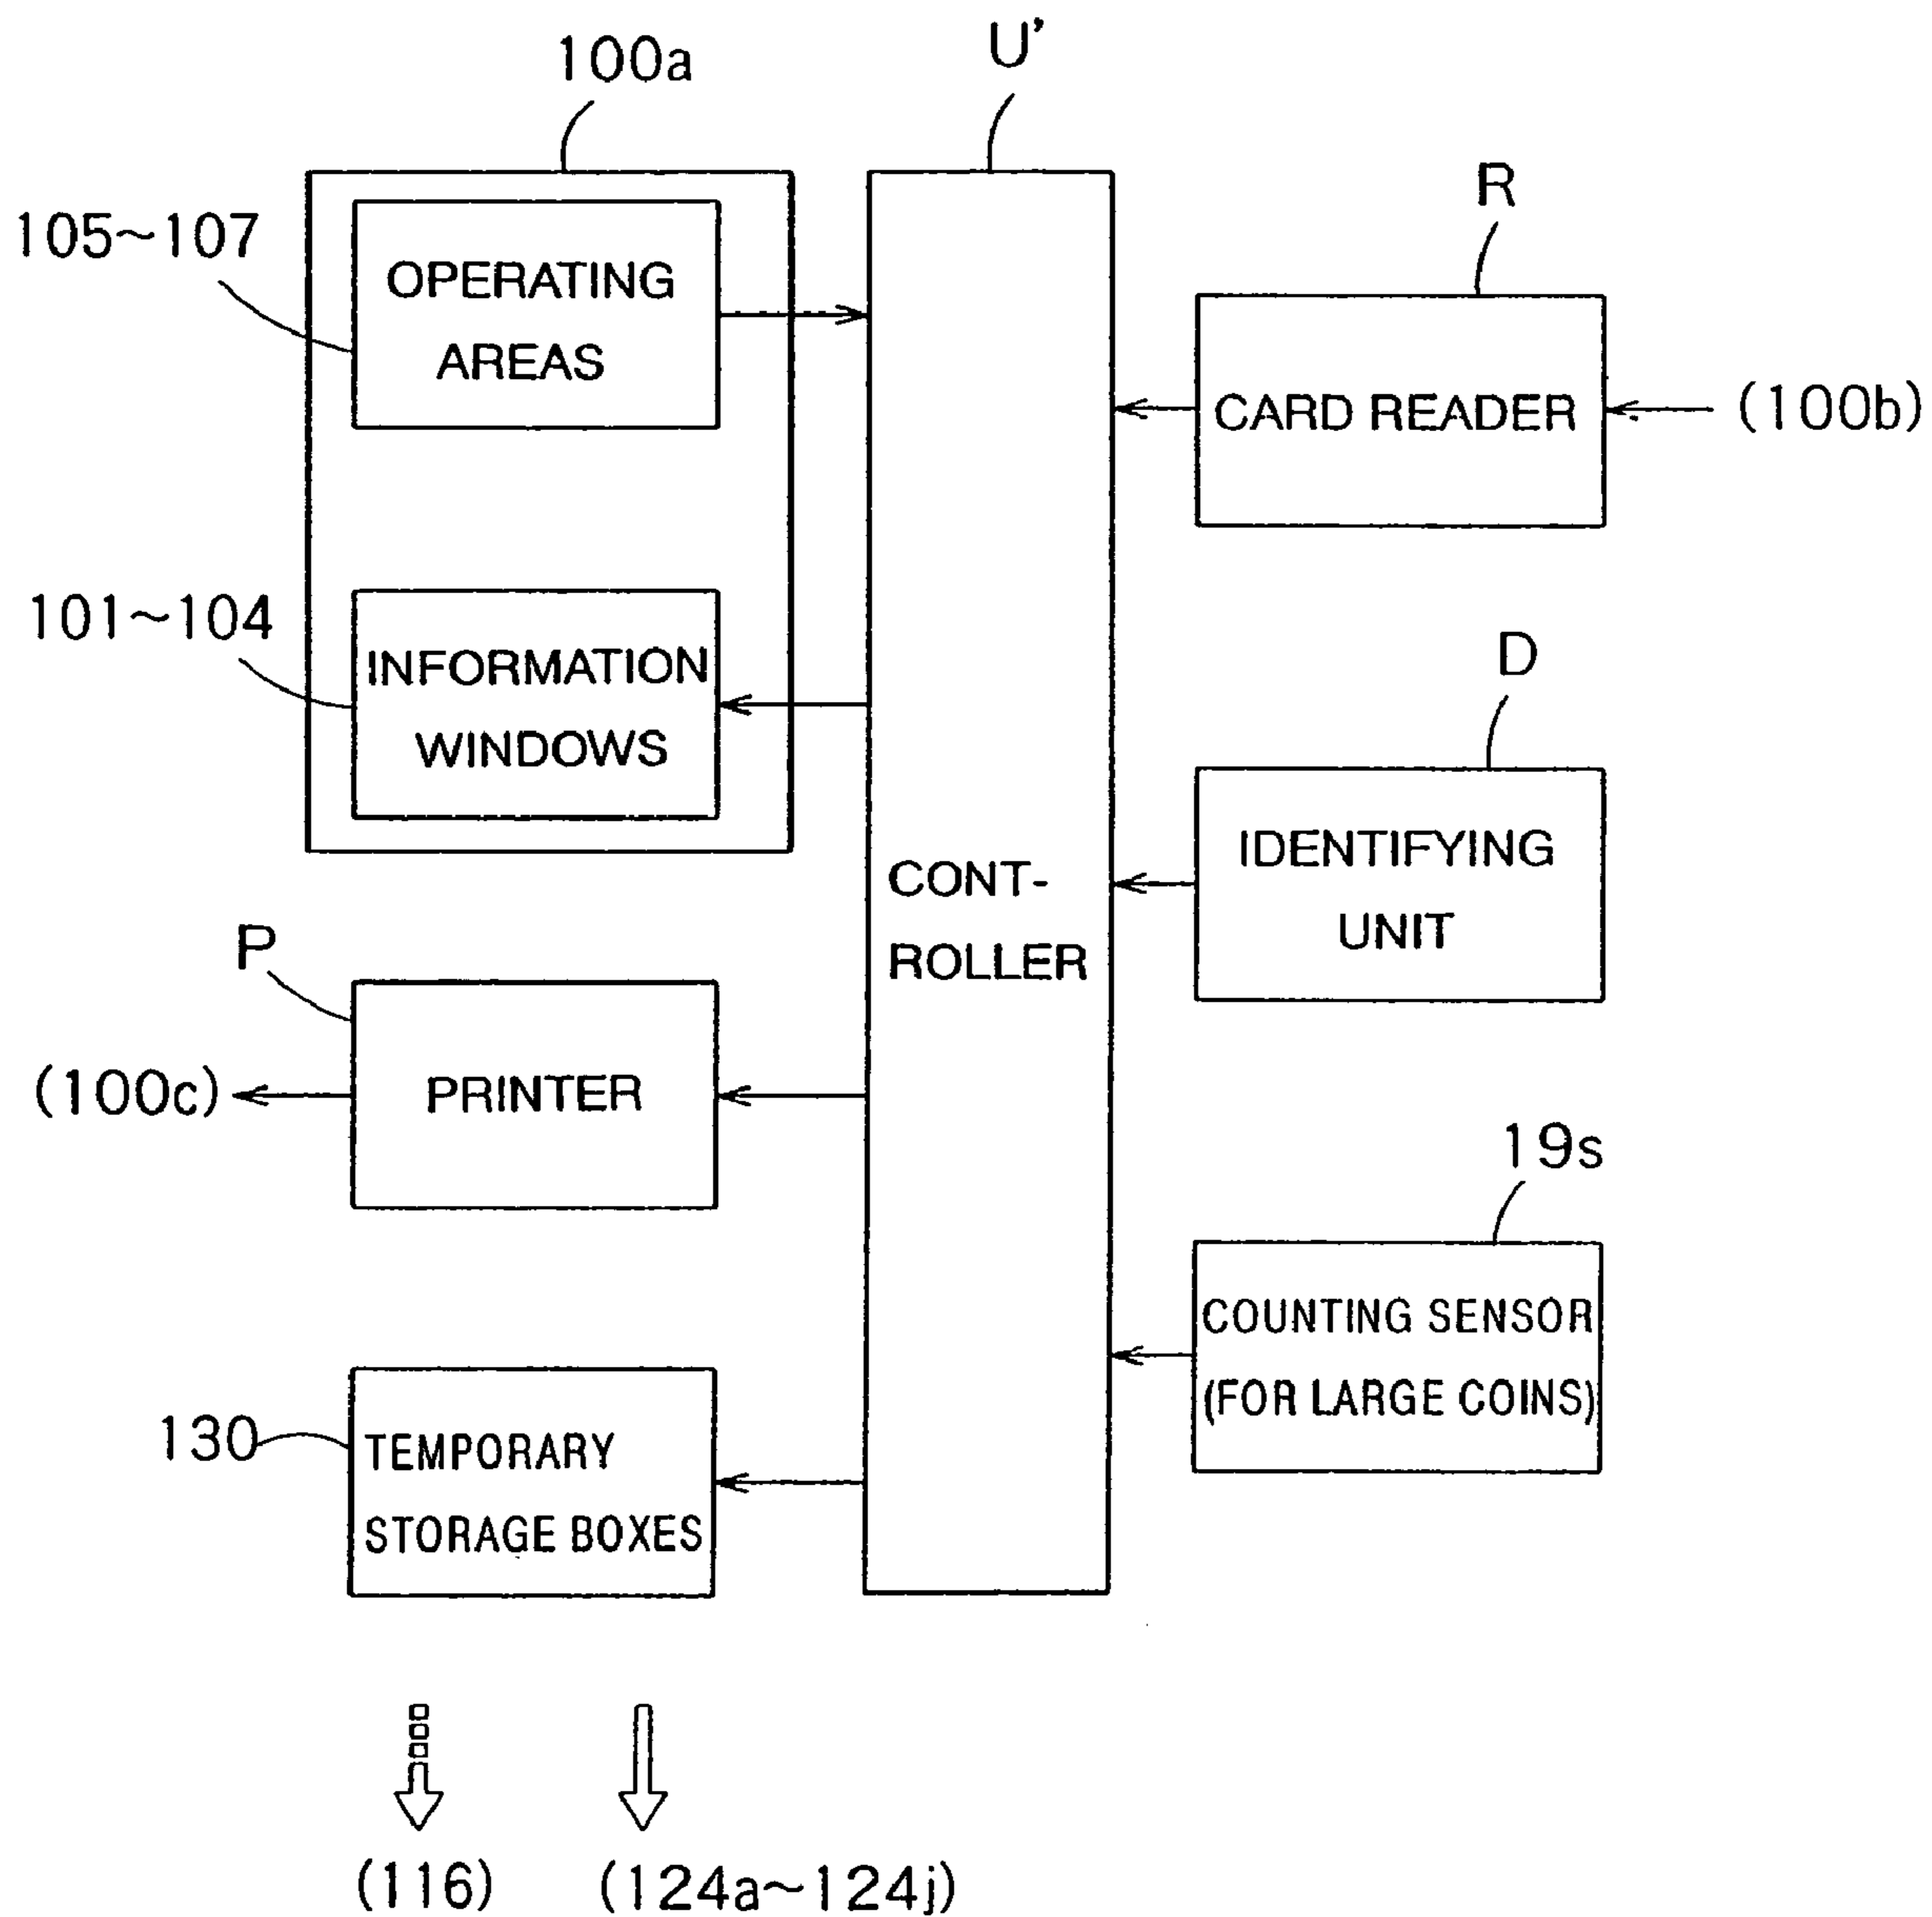 100a
U'
R
105~107
OPERATING
AREAS
CARD READER
(100b)
101~104
INFORMATION
WINDOWS
D
IDENTIFYING
UNIT
CONT-
ROLLER
P
PRINTER
(100c)
19s
COUNTING SENSOR
(FOR LARGE COINS)
130
TEMPORARY
STORAGE BOXES
(116)
(124a~124j)